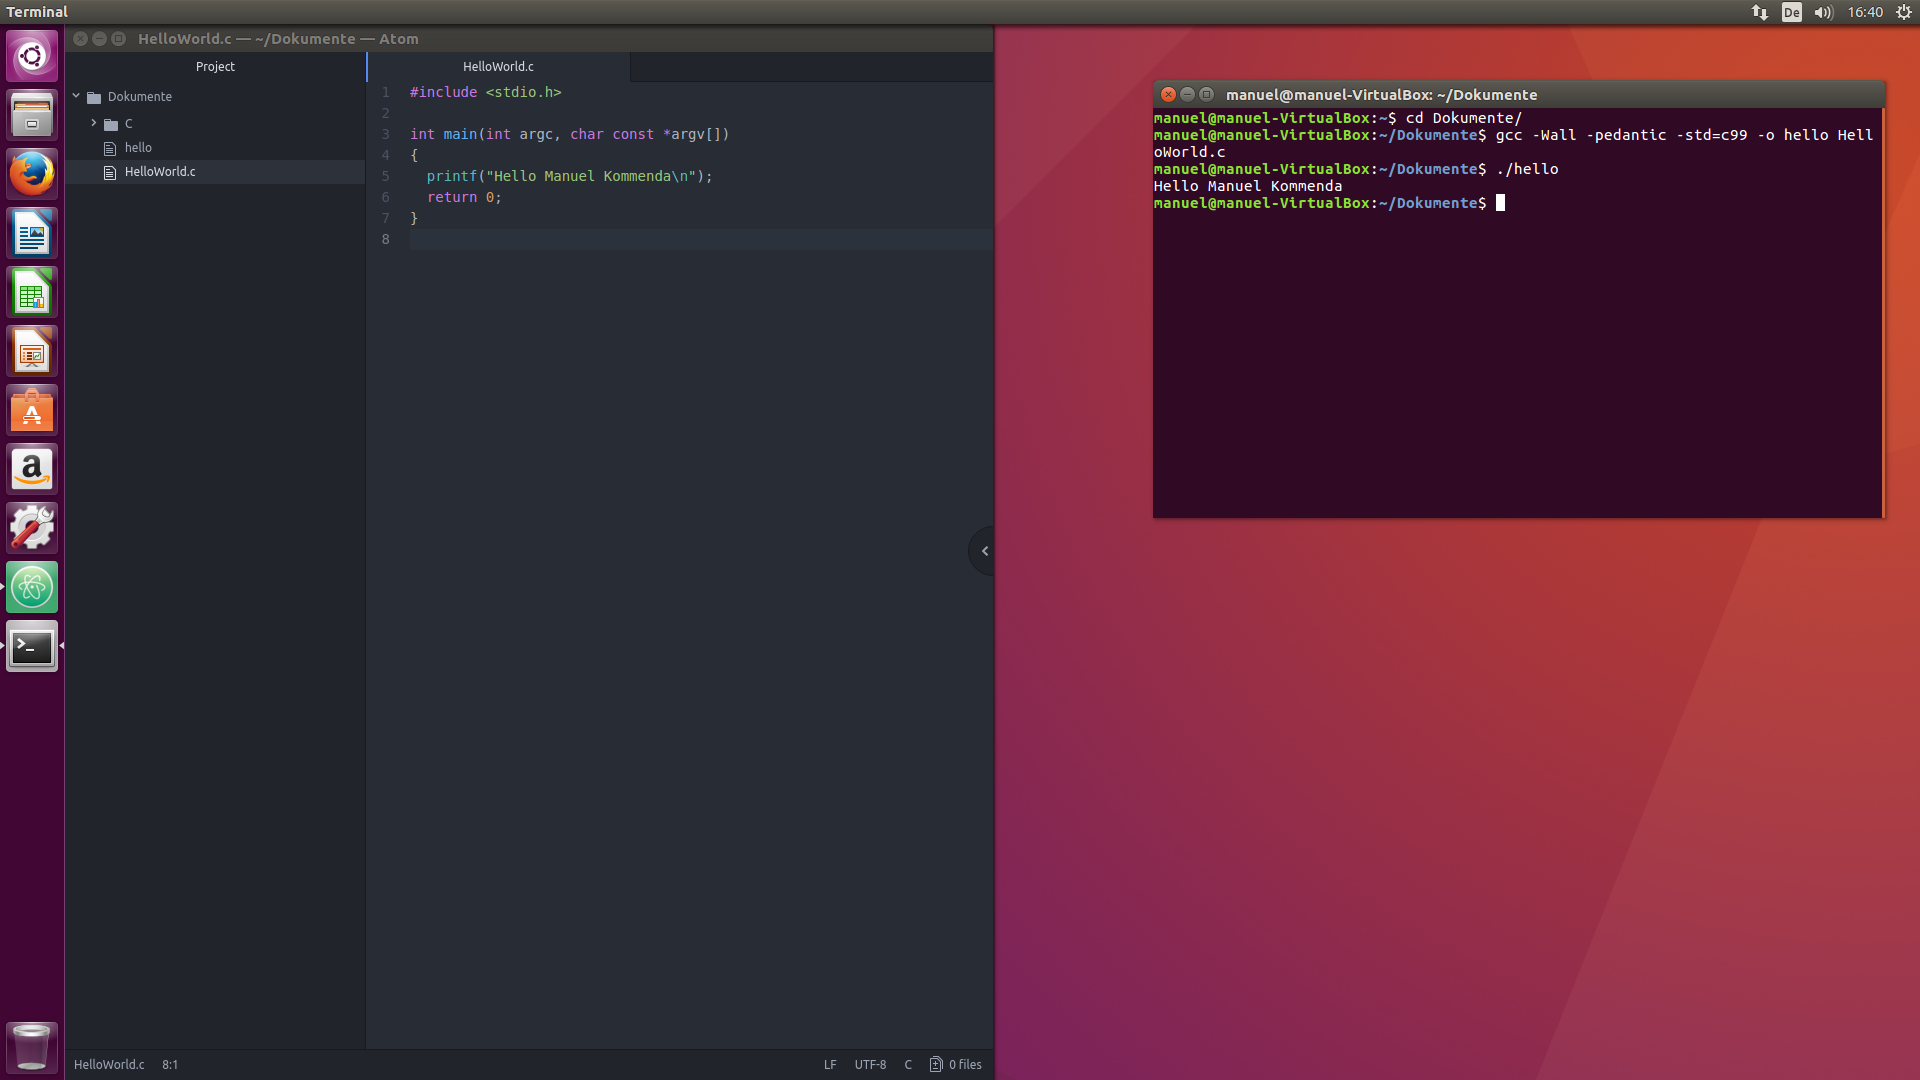 Terminal
De
16:40
HelloWorld.c — ~/Dokumente — Atom
Project
Dokumente
C
hello
HelloWorld.c
HelloWorld.c
1 #include <stdio.h>
2
3 int main(int argc, char const *argv[])
4 {
5 printf("Hello Manuel Kommenda\n");
6 return 0;
7 }
8
HelloWorld.c 8:1
LF UTF-8 C 0 files
manuel@manuel-VirtualBox: ~/Dokumente
manuel@manuel-VirtualBox:~$ cd Dokumente/
manuel@manuel-VirtualBox:~/Dokumente$ gcc -Wall -pedantic -std=c99 -o hello Hell
oWorld.c
manuel@manuel-VirtualBox:~/Dokumente$ ./hello
Hello Manuel Kommenda
manuel@manuel-VirtualBox:~/Dokumente$